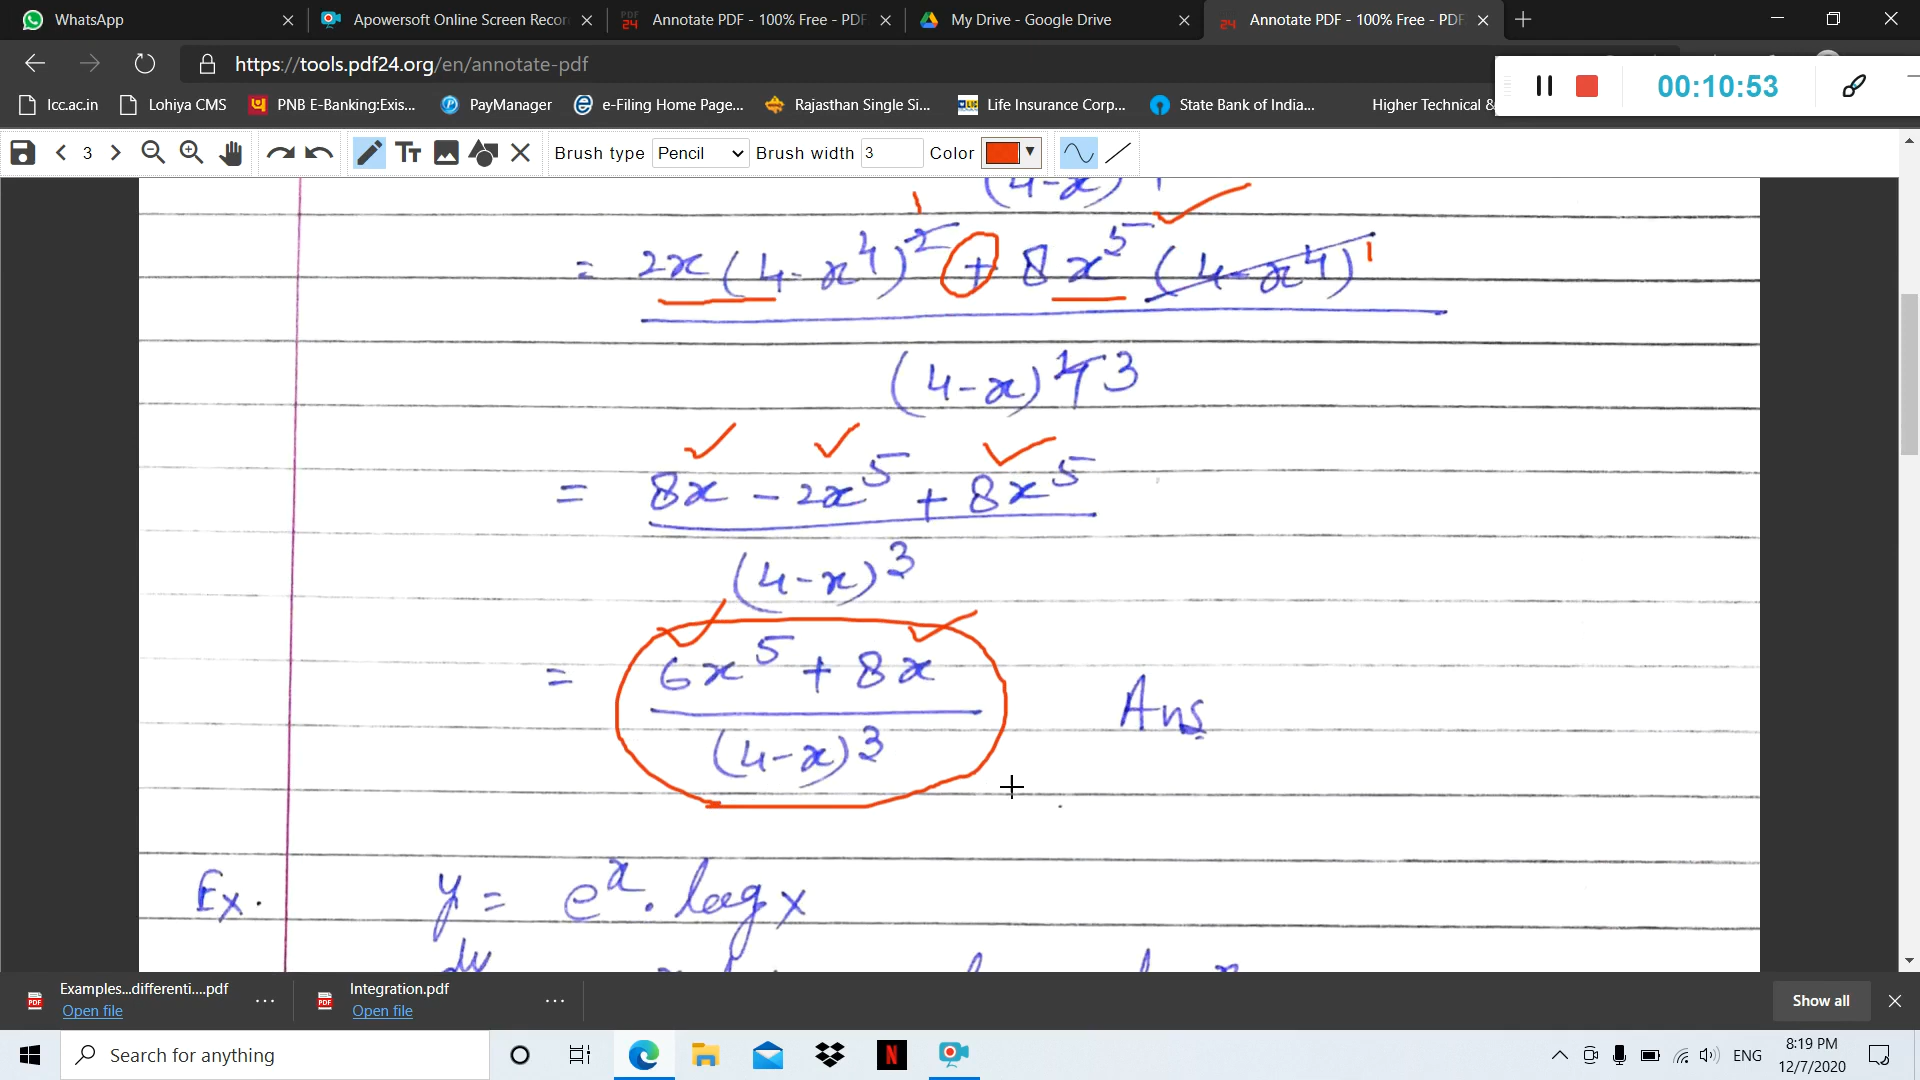 WhatsApp
Apowersoft Online Screen Recor
Annotate PDF - 100% Free - PDF
My Drive - Google Drive
Annotate PDF - 100% Free - PDF
https://tools.pdf24.org/en/annotate-pdf
00:10:53
lcc.ac.in
Lohiya CMS
PNB E-Banking:Exis...
PayManager
e-Filing Home Page...
Rajasthan Single Si...
Life Insurance Corp...
State Bank of India...
Higher Technical &
3
Brush type Pencil Brush width 3 Color
(4-x)
= 2x(4-x⁴)² + 8x⁵(4-x⁴)¹
(4-x)⁴ 3
= 8x - 2x⁵ + 8x⁵
(4-x)³
= 6x⁵ + 8x
(4-x)³
Ans
Ex. y = eˣ · log x
dy
Examples...differenti....pdf
Open file
Integration.pdf
Open file
Show all
Search for anything
ENG
8:19 PM
12/7/2020